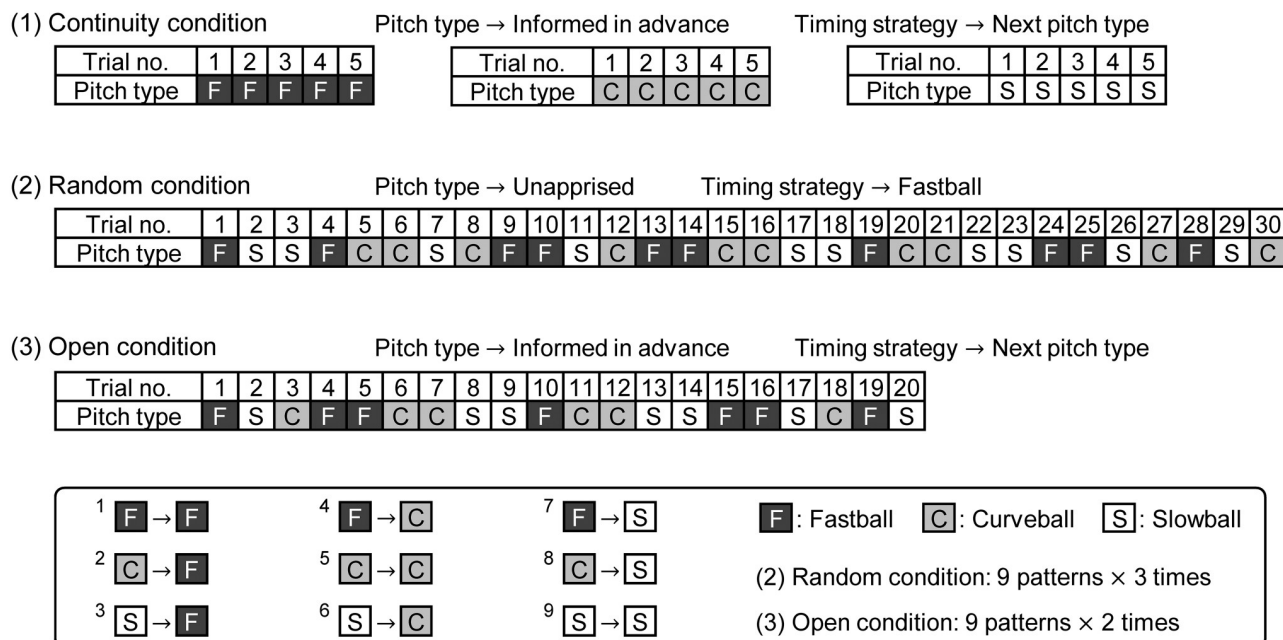 (1) Continuity condition Pitch type → Informed in advance Timing strategy → Next pitch type
Trial no. 1 2 3 4 5 Trial no. 1 2 3 4 5 Trial no. 1 2 3 4 5
Pitch type F F F F F Pitch type C C C C C Pitch type S S S S S
(2) Random condition Pitch type → Unapprised Timing strategy → Fastball
Trial no. 1 2 3 4 5 6 7 8 9 10 11 12 13 14 15 16 17 18 19 20 21 22 23 24 25 26 27 28 29 30
Pitch type F S S F C C S C F F S C F F C C S S F C C S S F F S C F S C
(3) Open condition Pitch type → Informed in advance Timing strategy → Next pitch type
Trial no. 1 2 3 4 5 6 7 8 9 10 11 12 13 14 15 16 17 18 19 20
Pitch type F S C F F C C S S F C C S S F F S C F S
1 F → F 4 F → C 7 F → S F : Fastball C : Curveball S : Slowball
2 C → F 5 C → C 8 C → S (2) Random condition: 9 patterns × 3 times
3 S → F 6 S → C 9 S → S (3) Open condition: 9 patterns × 2 times